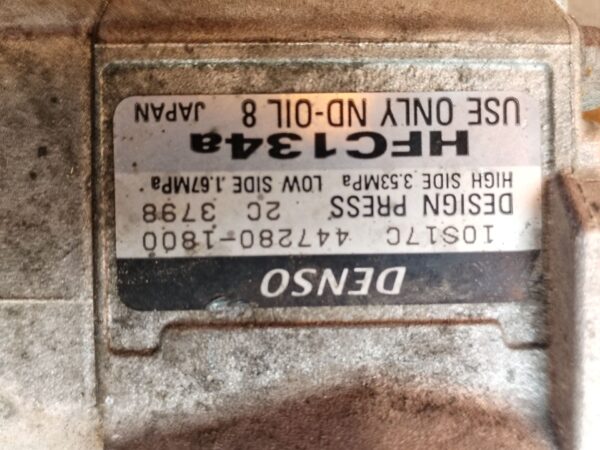 DENSO
10S17C 447280-1800
DESIGN PRESS 2C 3798
HIGH SIDE 3.53MPa LOW SIDE 1.67MPa
HFC134a
USE ONLY ND-OIL 8 JAPAN